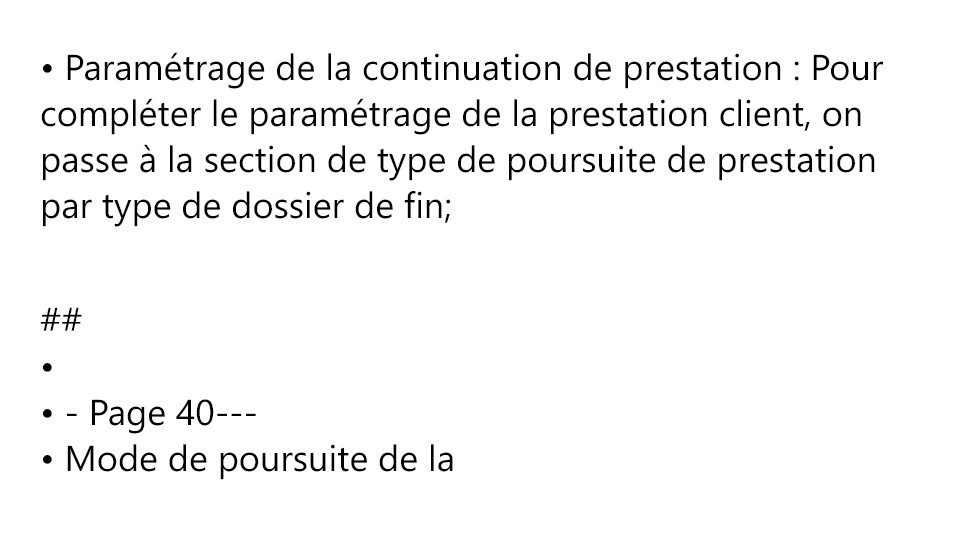 • Paramétrage de la continuation de prestation : Pour
compléter le paramétrage de la prestation client, on
passe à la section de type de poursuite de prestation
par type de dossier de fin;
##
•
• - Page 40---
• Mode de poursuite de la